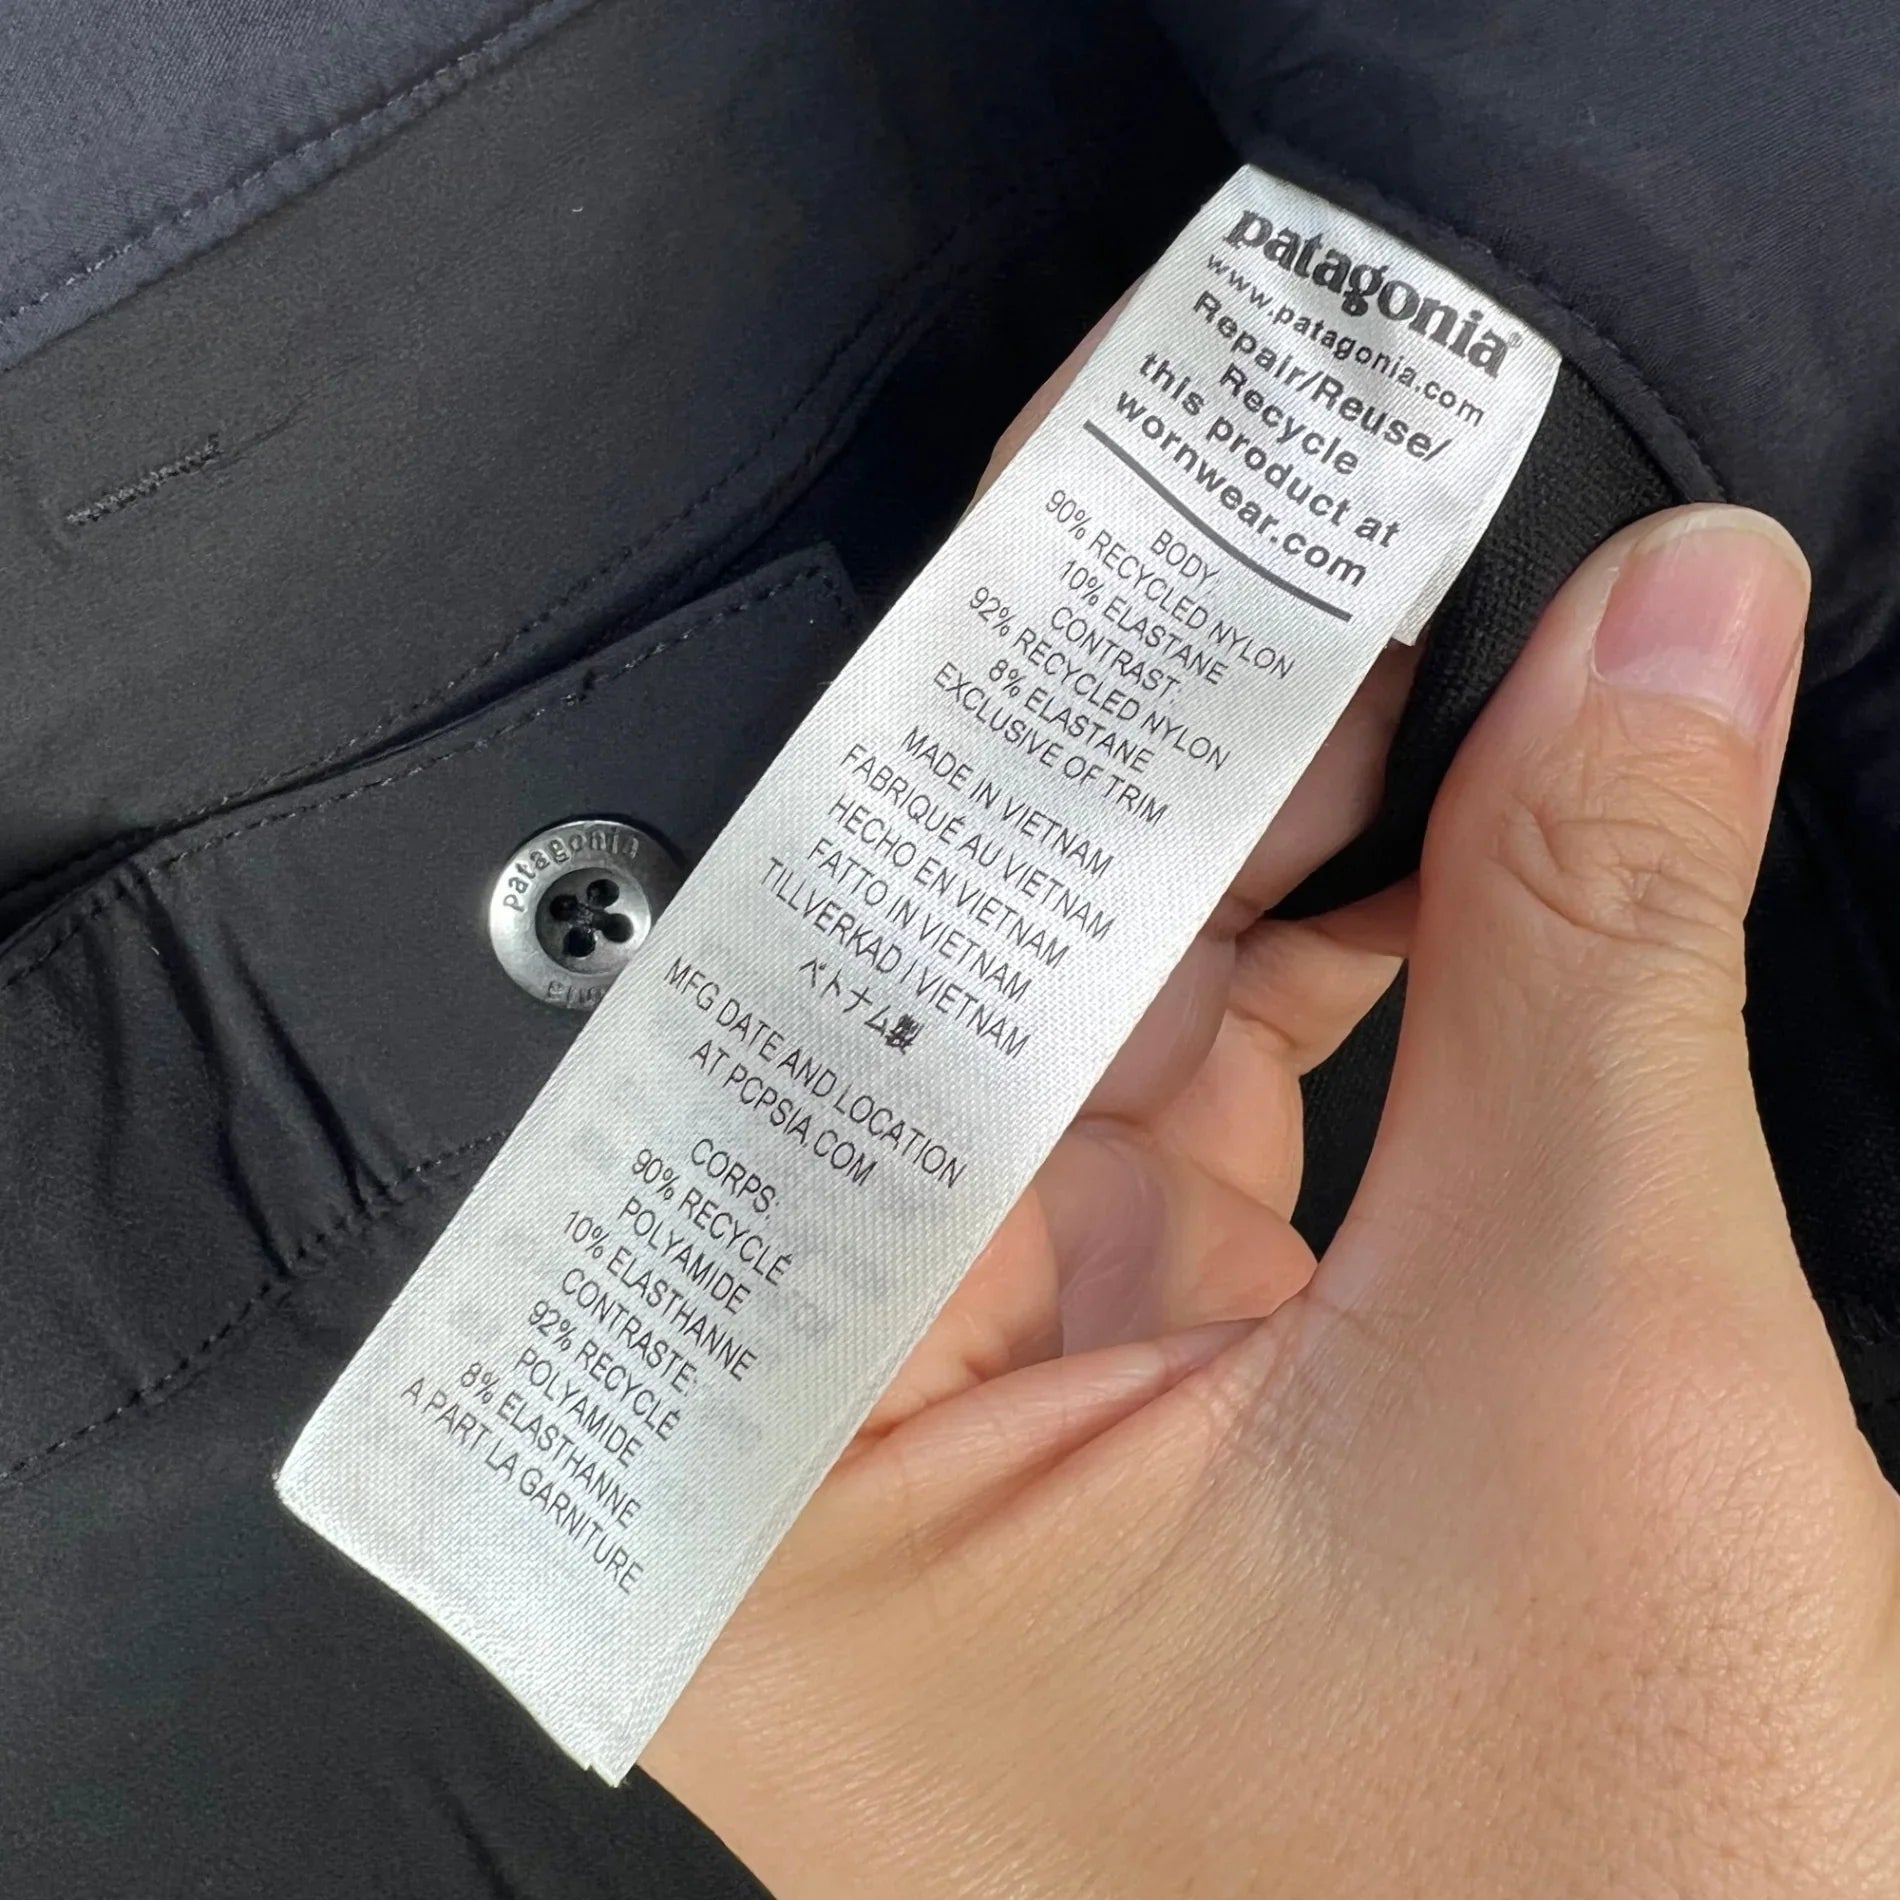 patagonia®
www.patagonia.com
Repair/Reuse/
Recycle
this product at
wornwear.com
BODY:
90% RECYCLED NYLON
10% ELASTANE
CONTRAST:
92% RECYCLED NYLON
8% ELASTANE
EXCLUSIVE OF TRIM
MADE IN VIETNAM
FABRIQUÉ AU VIETNAM
HECHO EN VIETNAM
FATTO IN VIETNAM
TILLVERKAD I VIETNAM
ベトナム製
MFG DATE AND LOCATION
AT PCPSIA.COM
CORPS:
90% RECYCLÉ
POLYAMIDE
10% ELASTHANNE
CONTRASTE:
92% RECYCLÉ
POLYAMIDE
8% ELASTHANNE
A PART LA GARNITURE
patagonia